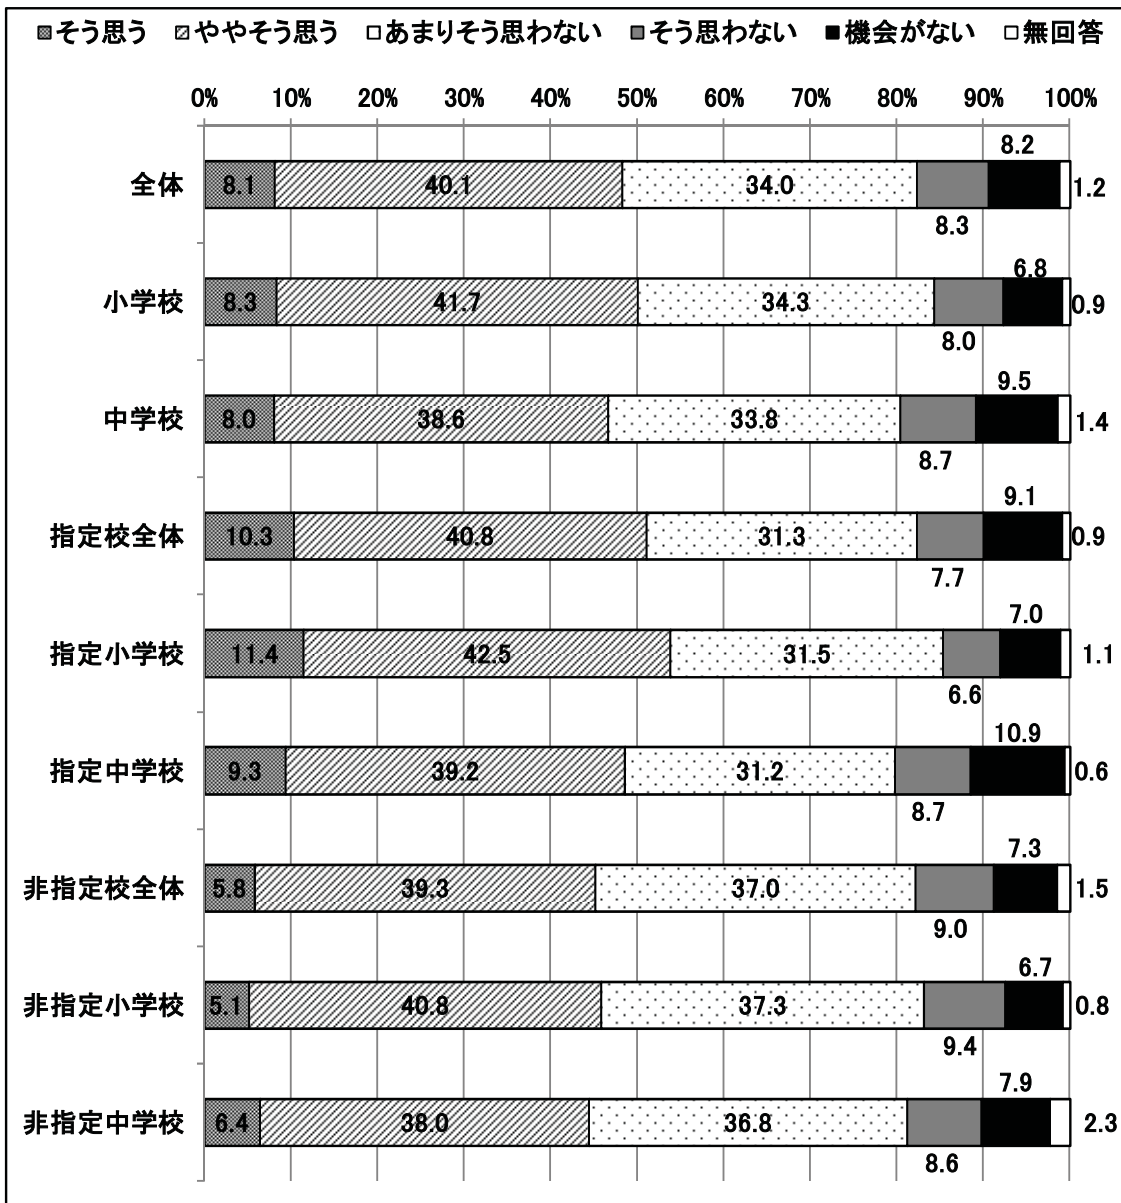 そう思う ややそう思う あまりそう思わない そう思わない 機会がない 無回答
0% 10% 20% 30% 40% 50% 60% 70% 80% 90% 100%
全体 8.1 40.1 34.0 8.3 8.2 1.2
小学校 8.3 41.7 34.3 8.0 6.8 0.9
中学校 8.0 38.6 33.8 8.7 9.5 1.4
指定校全体 10.3 40.8 31.3 7.7 9.1 0.9
指定小学校 11.4 42.5 31.5 6.6 7.0 1.1
指定中学校 9.3 39.2 31.2 8.7 10.9 0.6
非指定校全体 5.8 39.3 37.0 9.0 7.3 1.5
非指定小学校 5.1 40.8 37.3 9.4 6.7 0.8
非指定中学校 6.4 38.0 36.8 8.6 7.9 2.3